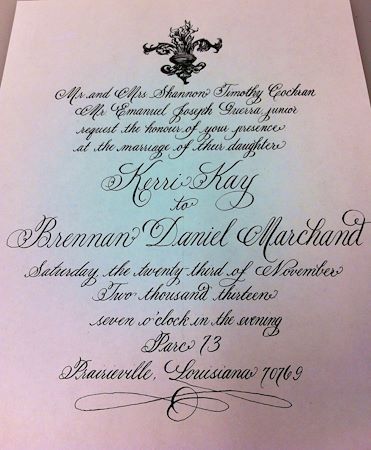 Mr. and Mrs Shannon Timothy Cochran
Mr. Emanuel Joseph Guerra, junior
request the honour of your presence
at the marriage of their daughter
Kerri Kay
to
Brennan Daniel Marchand
Saturday the twenty third of November
Two thousand thirteen
seven o'clock in the evening
Parc 73
Prairieville, Louisiana 70769